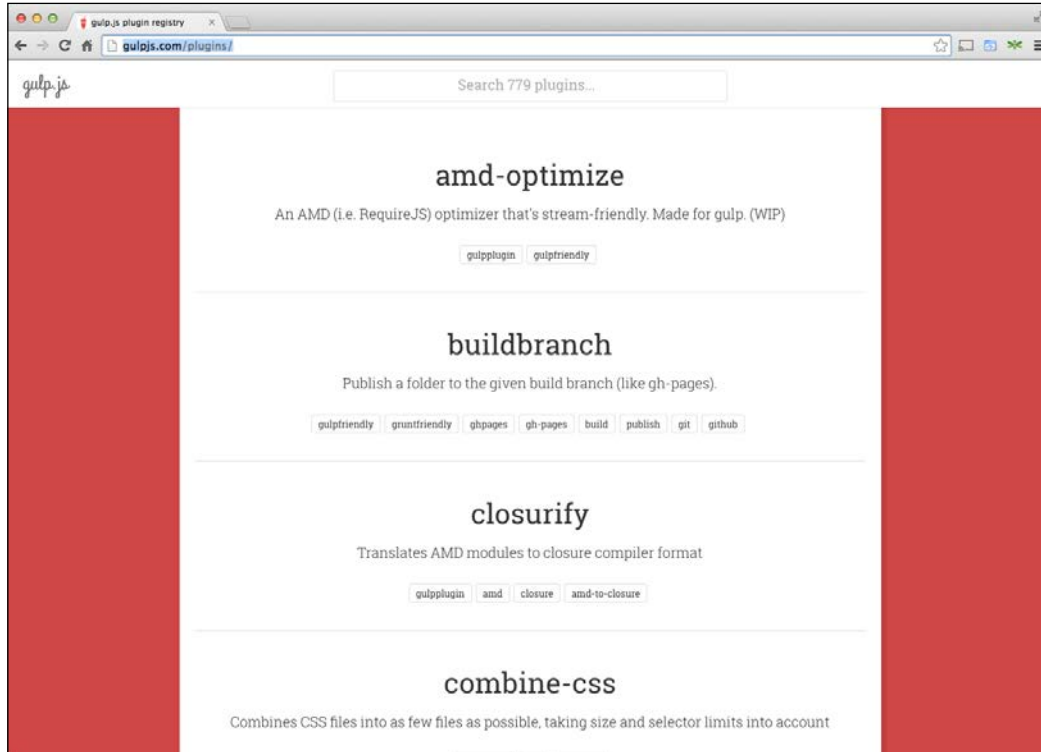 gulp.js plugin registry
gulpjs.com/plugins/
gulp.js
Search 779 plugins...
amd-optimize
An AMD (i.e. RequireJS) optimizer that's stream-friendly. Made for gulp. (WIP)
gulpplugin gulpfriendly
buildbranch
Publish a folder to the given build branch (like gh-pages).
gulpfriendly gruntfriendly ghpages gh-pages build publish git github
closurify
Translates AMD modules to closure compiler format
gulpplugin amd closure amd-to-closure
combine-css
Combines CSS files into as few files as possible, taking size and selector limits into account